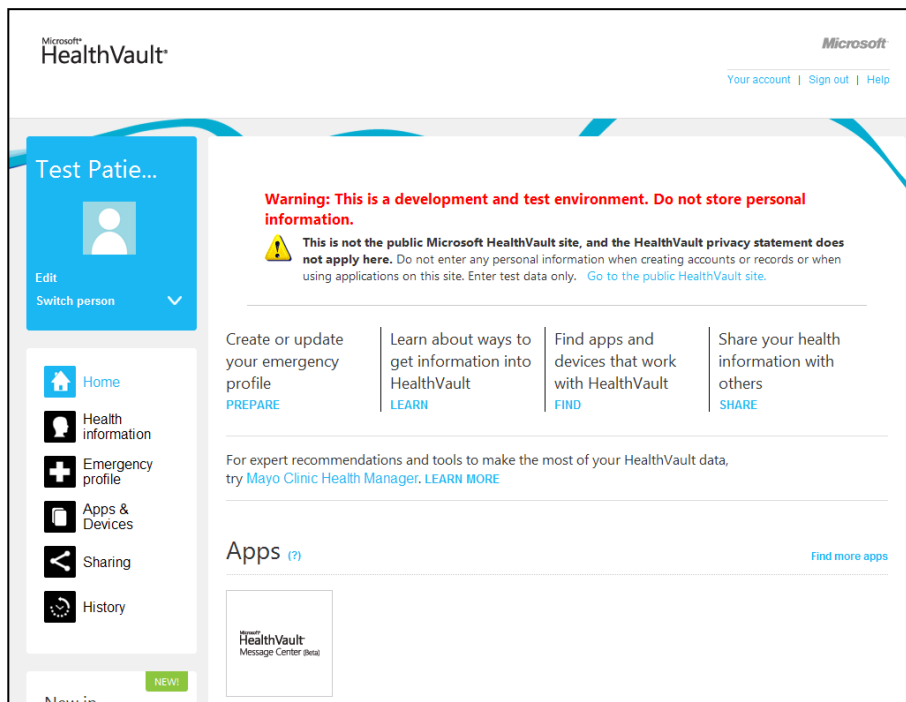 Microsoft®
HealthVault®
Microsoft
Your account | Sign out | Help
Test Patie...
Edit
Switch person
Home
Health
information
Emergency
profile
Apps &
Devices
Sharing
History
NEW!
New in
Warning: This is a development and test environment. Do not store personal
information.
This is not the public Microsoft HealthVault site, and the HealthVault privacy statement does
not apply here. Do not enter any personal information when creating accounts or records or when
using applications on this site. Enter test data only. Go to the public HealthVault site.
Create or update
your emergency
profile
PREPARE
Learn about ways to
get information into
HealthVault
LEARN
Find apps and
devices that work
with HealthVault
FIND
Share your health
information with
others
SHARE
For expert recommendations and tools to make the most of your HealthVault data,
try Mayo Clinic Health Manager. LEARN MORE
Apps (?)
Find more apps
Microsoft®
HealthVault®
Message Center (Beta)